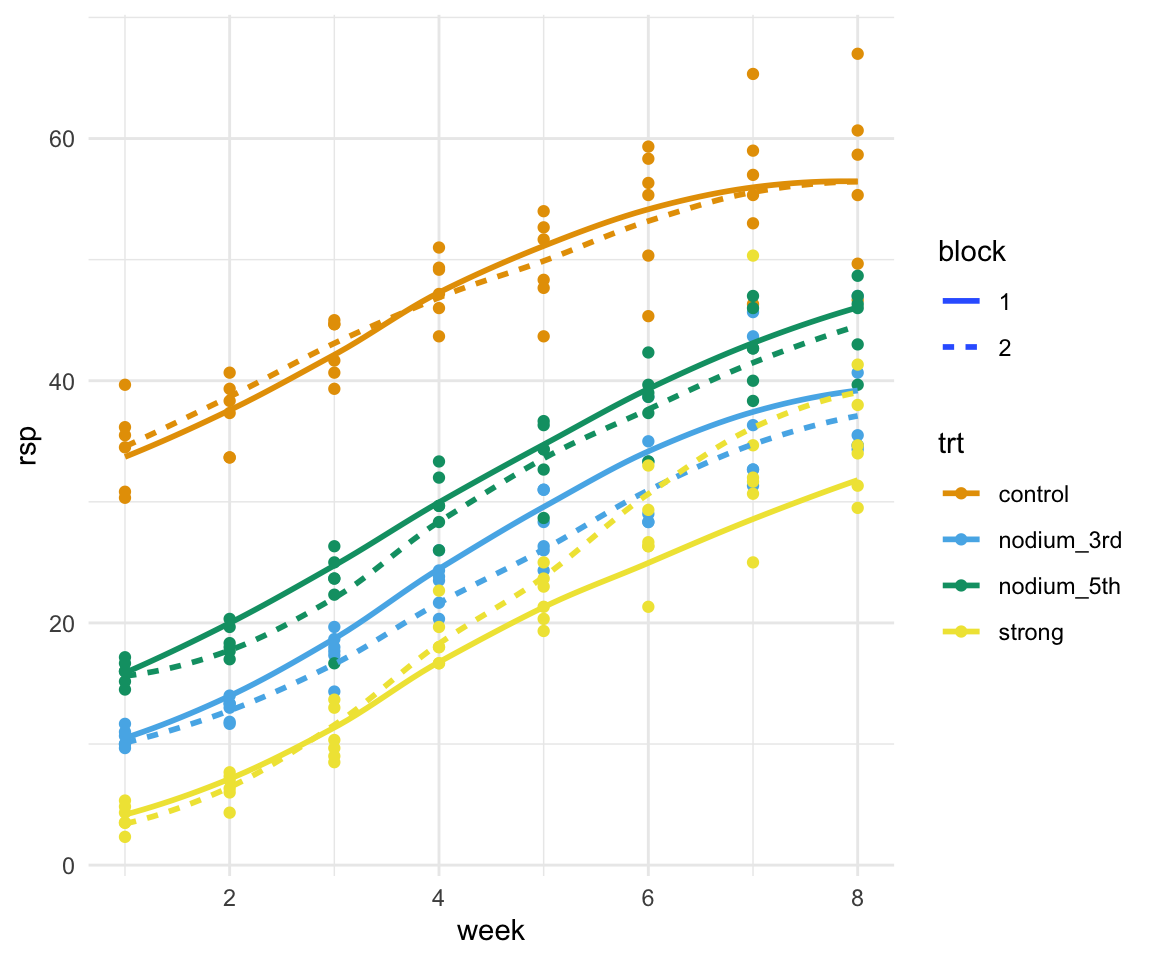 60
40
20
0
rsp
2
4
6
8
week
block
1
2
trt
control
nodium_3rd
nodium_5th
strong